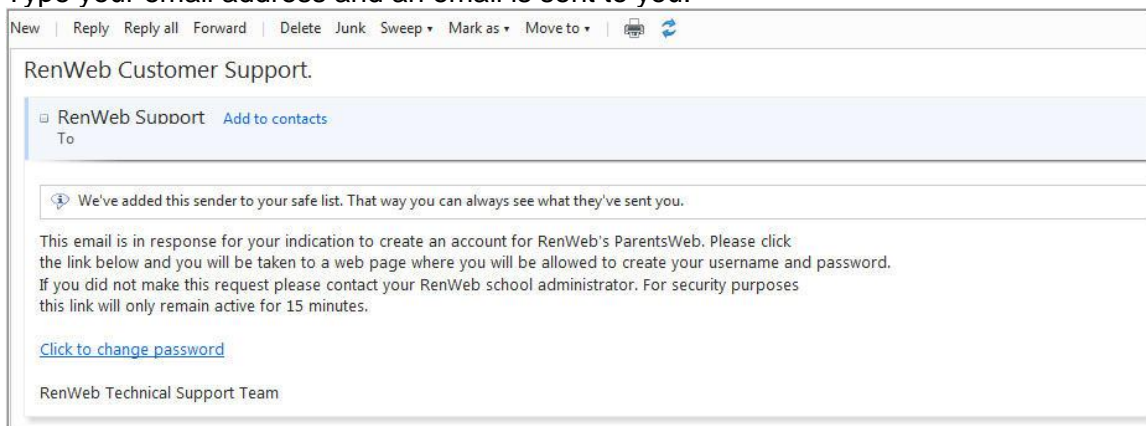 Type your email address and an email is sent to you.
New | Reply Reply all Forward | Delete Junk Sweep Mark as Move to |
RenWeb Customer Support.
RenWeb Support Add to contacts
To
We've added this sender to your safe list. That way you can always see what they've sent you.
This email is in response for your indication to create an account for RenWeb's ParentsWeb. Please click
the link below and you will be taken to a web page where you will be allowed to create your username and password.
If you did not make this request please contact your RenWeb school administrator. For security purposes
this link will only remain active for 15 minutes.
Click to change password
RenWeb Technical Support Team